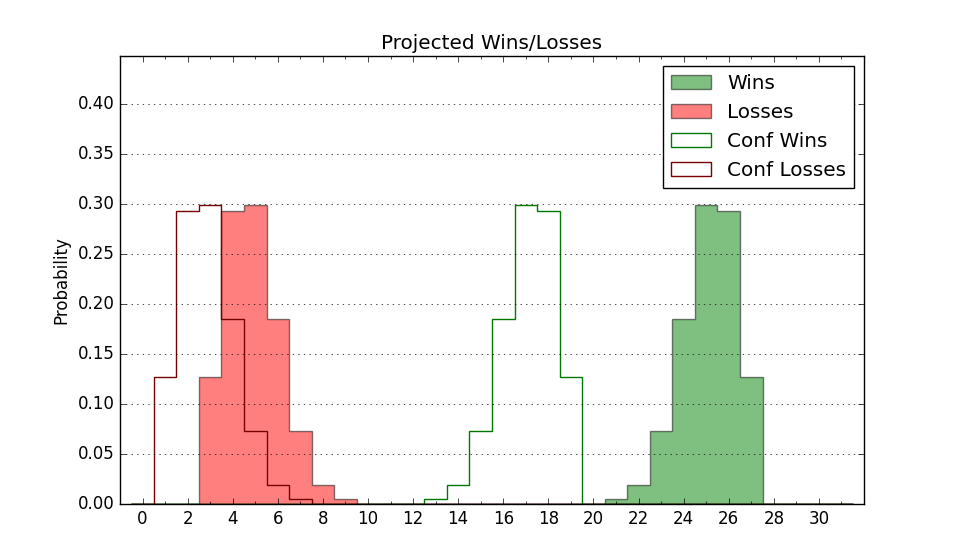 Projected Wins/Losses
Wins
Losses
Conf Wins
Conf Losses
Probability
0.40
0.35
0.30
0.25
0.20
0.15
0.10
0.05
0.00
0 2 4 6 8 10 12 14 16 18 20 22 24 26 28 30